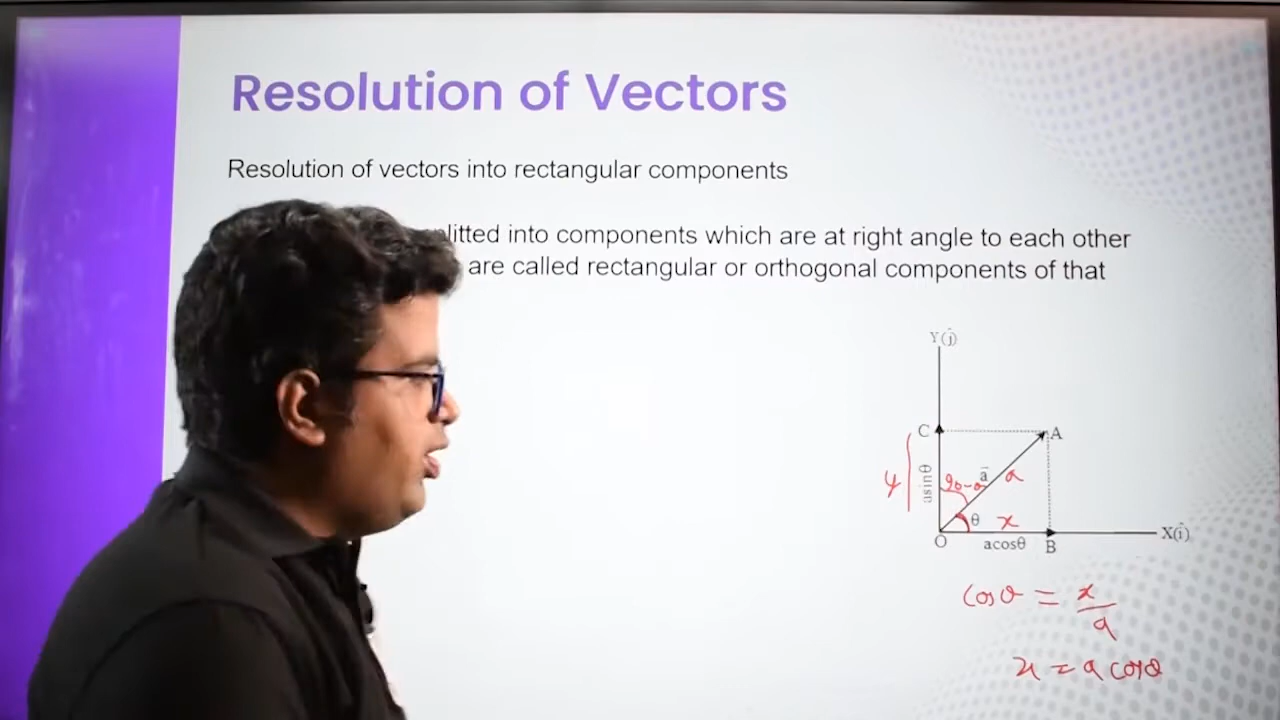 Resolution of Vectors
Resolution of vectors into rectangular components
into components which are at right angle to each other
are called rectangular or orthogonal components of that
Y(ĵ)
C
A
y
asinθ
90-θ
a⃗
a
θ
x
O
acosθ
B
X(î)
cosθ = x/a
x = a cosθ